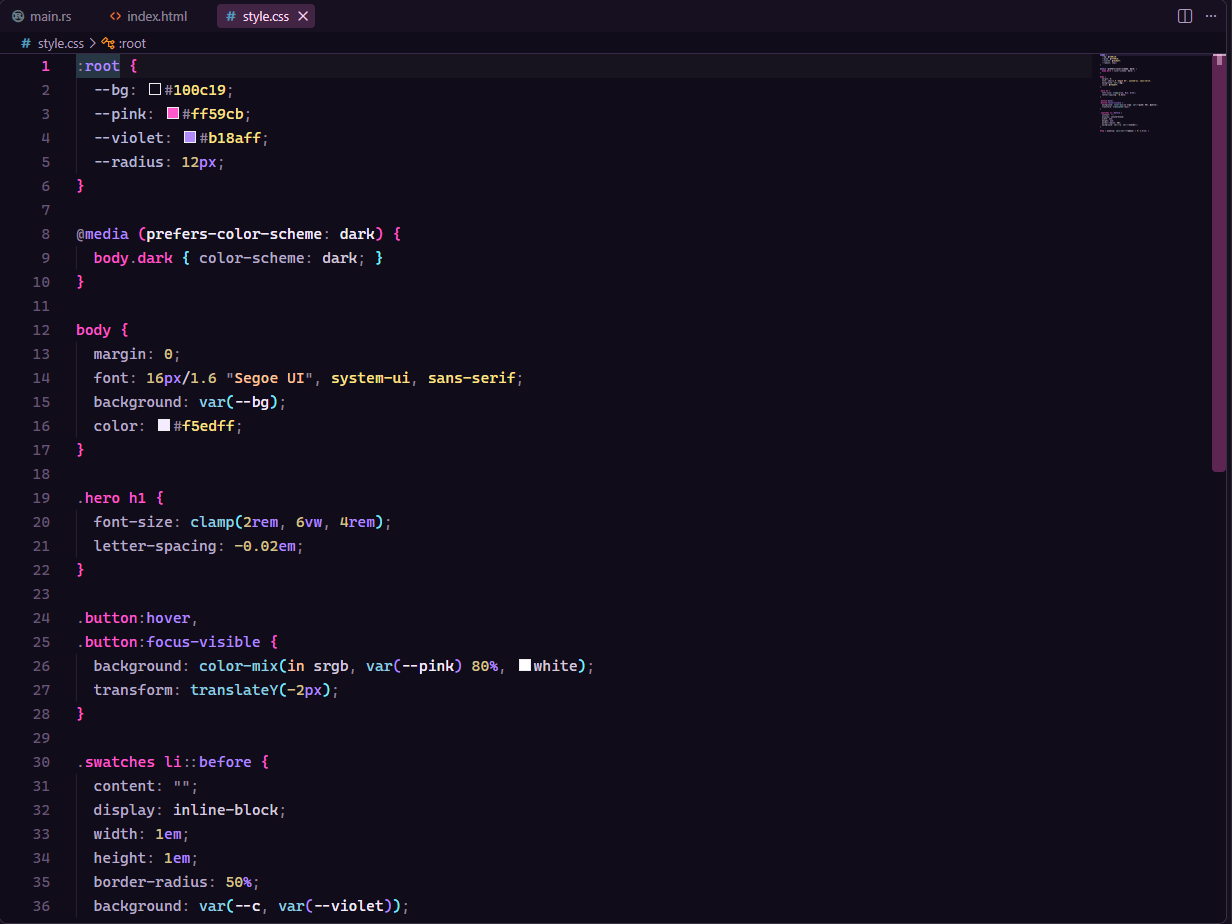 main.rs index.html # style.css
# style.css > :root
1 :root {
2 --bg: #100c19;
3 --pink: #ff59cb;
4 --violet: #b18aff;
5 --radius: 12px;
6 }
7
8 @media (prefers-color-scheme: dark) {
9 body.dark { color-scheme: dark; }
10 }
11
12 body {
13 margin: 0;
14 font: 16px/1.6 "Segoe UI", system-ui, sans-serif;
15 background: var(--bg);
16 color: #f5edff;
17 }
18
19 .hero h1 {
20 font-size: clamp(2rem, 6vw, 4rem);
21 letter-spacing: -0.02em;
22 }
23
24 .button:hover,
25 .button:focus-visible {
26 background: color-mix(in srgb, var(--pink) 80%, white);
27 transform: translateY(-2px);
28 }
29
30 .swatches li::before {
31 content: "";
32 display: inline-block;
33 width: 1em;
34 height: 1em;
35 border-radius: 50%;
36 background: var(--c, var(--violet));